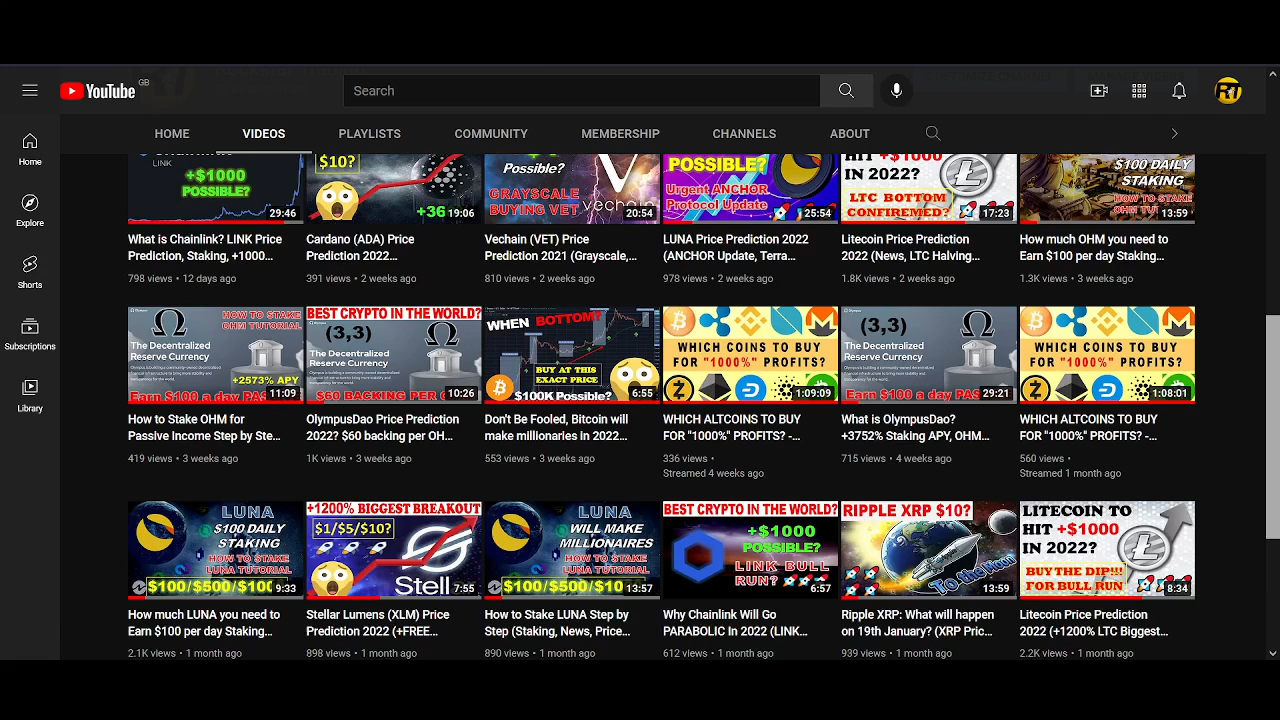 YouTube GB
Search
HOME VIDEOS PLAYLISTS COMMUNITY MEMBERSHIP CHANNELS ABOUT
Home
Explore
Shorts
Subscriptions
Library
LINK
+$1000
POSSIBLE?
29:46
$10?
+36
19:06
Possible?
GRAYSCALE
BUYING VET
vechain
20:54
POSSIBLE?
Urgent ANCHOR
Protocol Update
25:54
HIT +$1000
IN 2022?
LTC BOTTOM
CONFIRMED?
17:23
$100 DAILY
STAKING
HOW TO STAKE
13:59
What is Chainlink? LINK Price
Prediction, Staking, +1000...
798 views • 12 days ago
Cardano (ADA) Price
Prediction 2022...
391 views • 2 weeks ago
Vechain (VET) Price
Prediction 2021 (Grayscale,...
810 views • 2 weeks ago
LUNA Price Prediction 2022
(ANCHOR Update, Terra...
978 views • 2 weeks ago
Litecoin Price Prediction
2022 (News, LTC Halving...
1.8K views • 2 weeks ago
How much OHM you need to
Earn $100 per day Staking...
1.3K views • 3 weeks ago
HOW TO STAKE
OHM TUTORIAL
The Decentralized
Reserve Currency
+2573% APY
Earn $100 a day PAS
11:09
BEST CRYPTO IN THE WORLD?
(3,3)
The Decentralized
Reserve Currency
$60 BACKING PER O
10:26
WHEN BOTTOM?
BUY AT THIS
EXACT PRICE
$100K Possible?
6:55
WHICH COINS TO BUY
FOR "1000%" PROFITS?
1:09:09
(3,3)
The Decentralized
Reserve Currency
Earn $100 a day PAS
29:21
WHICH COINS TO BUY
FOR "1000%" PROFITS?
1:08:01
How to Stake OHM for
Passive Income Step by Ste...
419 views • 3 weeks ago
OlympusDao Price Prediction
2022? $60 backing per OH...
1K views • 3 weeks ago
Don't Be Fooled, Bitcoin will
make millionaries in 2022...
553 views • 3 weeks ago
WHICH ALTCOINS TO BUY
FOR "1000%" PROFITS? -...
336 views •
Streamed 4 weeks ago
What is OlympusDao?
+3752% Staking APY, OHM...
715 views • 4 weeks ago
WHICH ALTCOINS TO BUY
FOR "1000%" PROFITS? -...
560 views •
Streamed 1 month ago
LUNA
$100 DAILY
STAKING
HOW TO STAKE
LUNA TUTORIAL
$100/$500/$100
9:33
+1200% BIGGEST BREAKOUT
$1/$5/$10?
Stell
7:55
LUNA
WILL MAKE
MILLIONAIRES
HOW TO STAKE
LUNA TUTORIAL
$100/$500/$10
13:57
BEST CRYPTO IN THE WORLD?
+$1000
POSSIBLE?
LINK BULL
RUN?
6:57
RIPPLE XRP $10?
To the Moon
13:59
LITECOIN TO
HIT +$1000
IN 2022?
BUY THE DIP!!!
FOR BULL RUN
8:34
How much LUNA you need to
Earn $100 per day Staking...
2.1K views • 1 month ago
Stellar Lumens (XLM) Price
Prediction 2022 (+FREE...
898 views • 1 month ago
How to Stake LUNA Step by
Step (Staking, News, Price...
890 views • 1 month ago
Why Chainlink Will Go
PARABOLIC In 2022 (LINK...
612 views • 1 month ago
Ripple XRP: What will happen
on 19th January? (XRP Pric...
939 views • 1 month ago
Litecoin Price Prediction
2022 (+1200% LTC Biggest...
2.2K views • 1 month ago